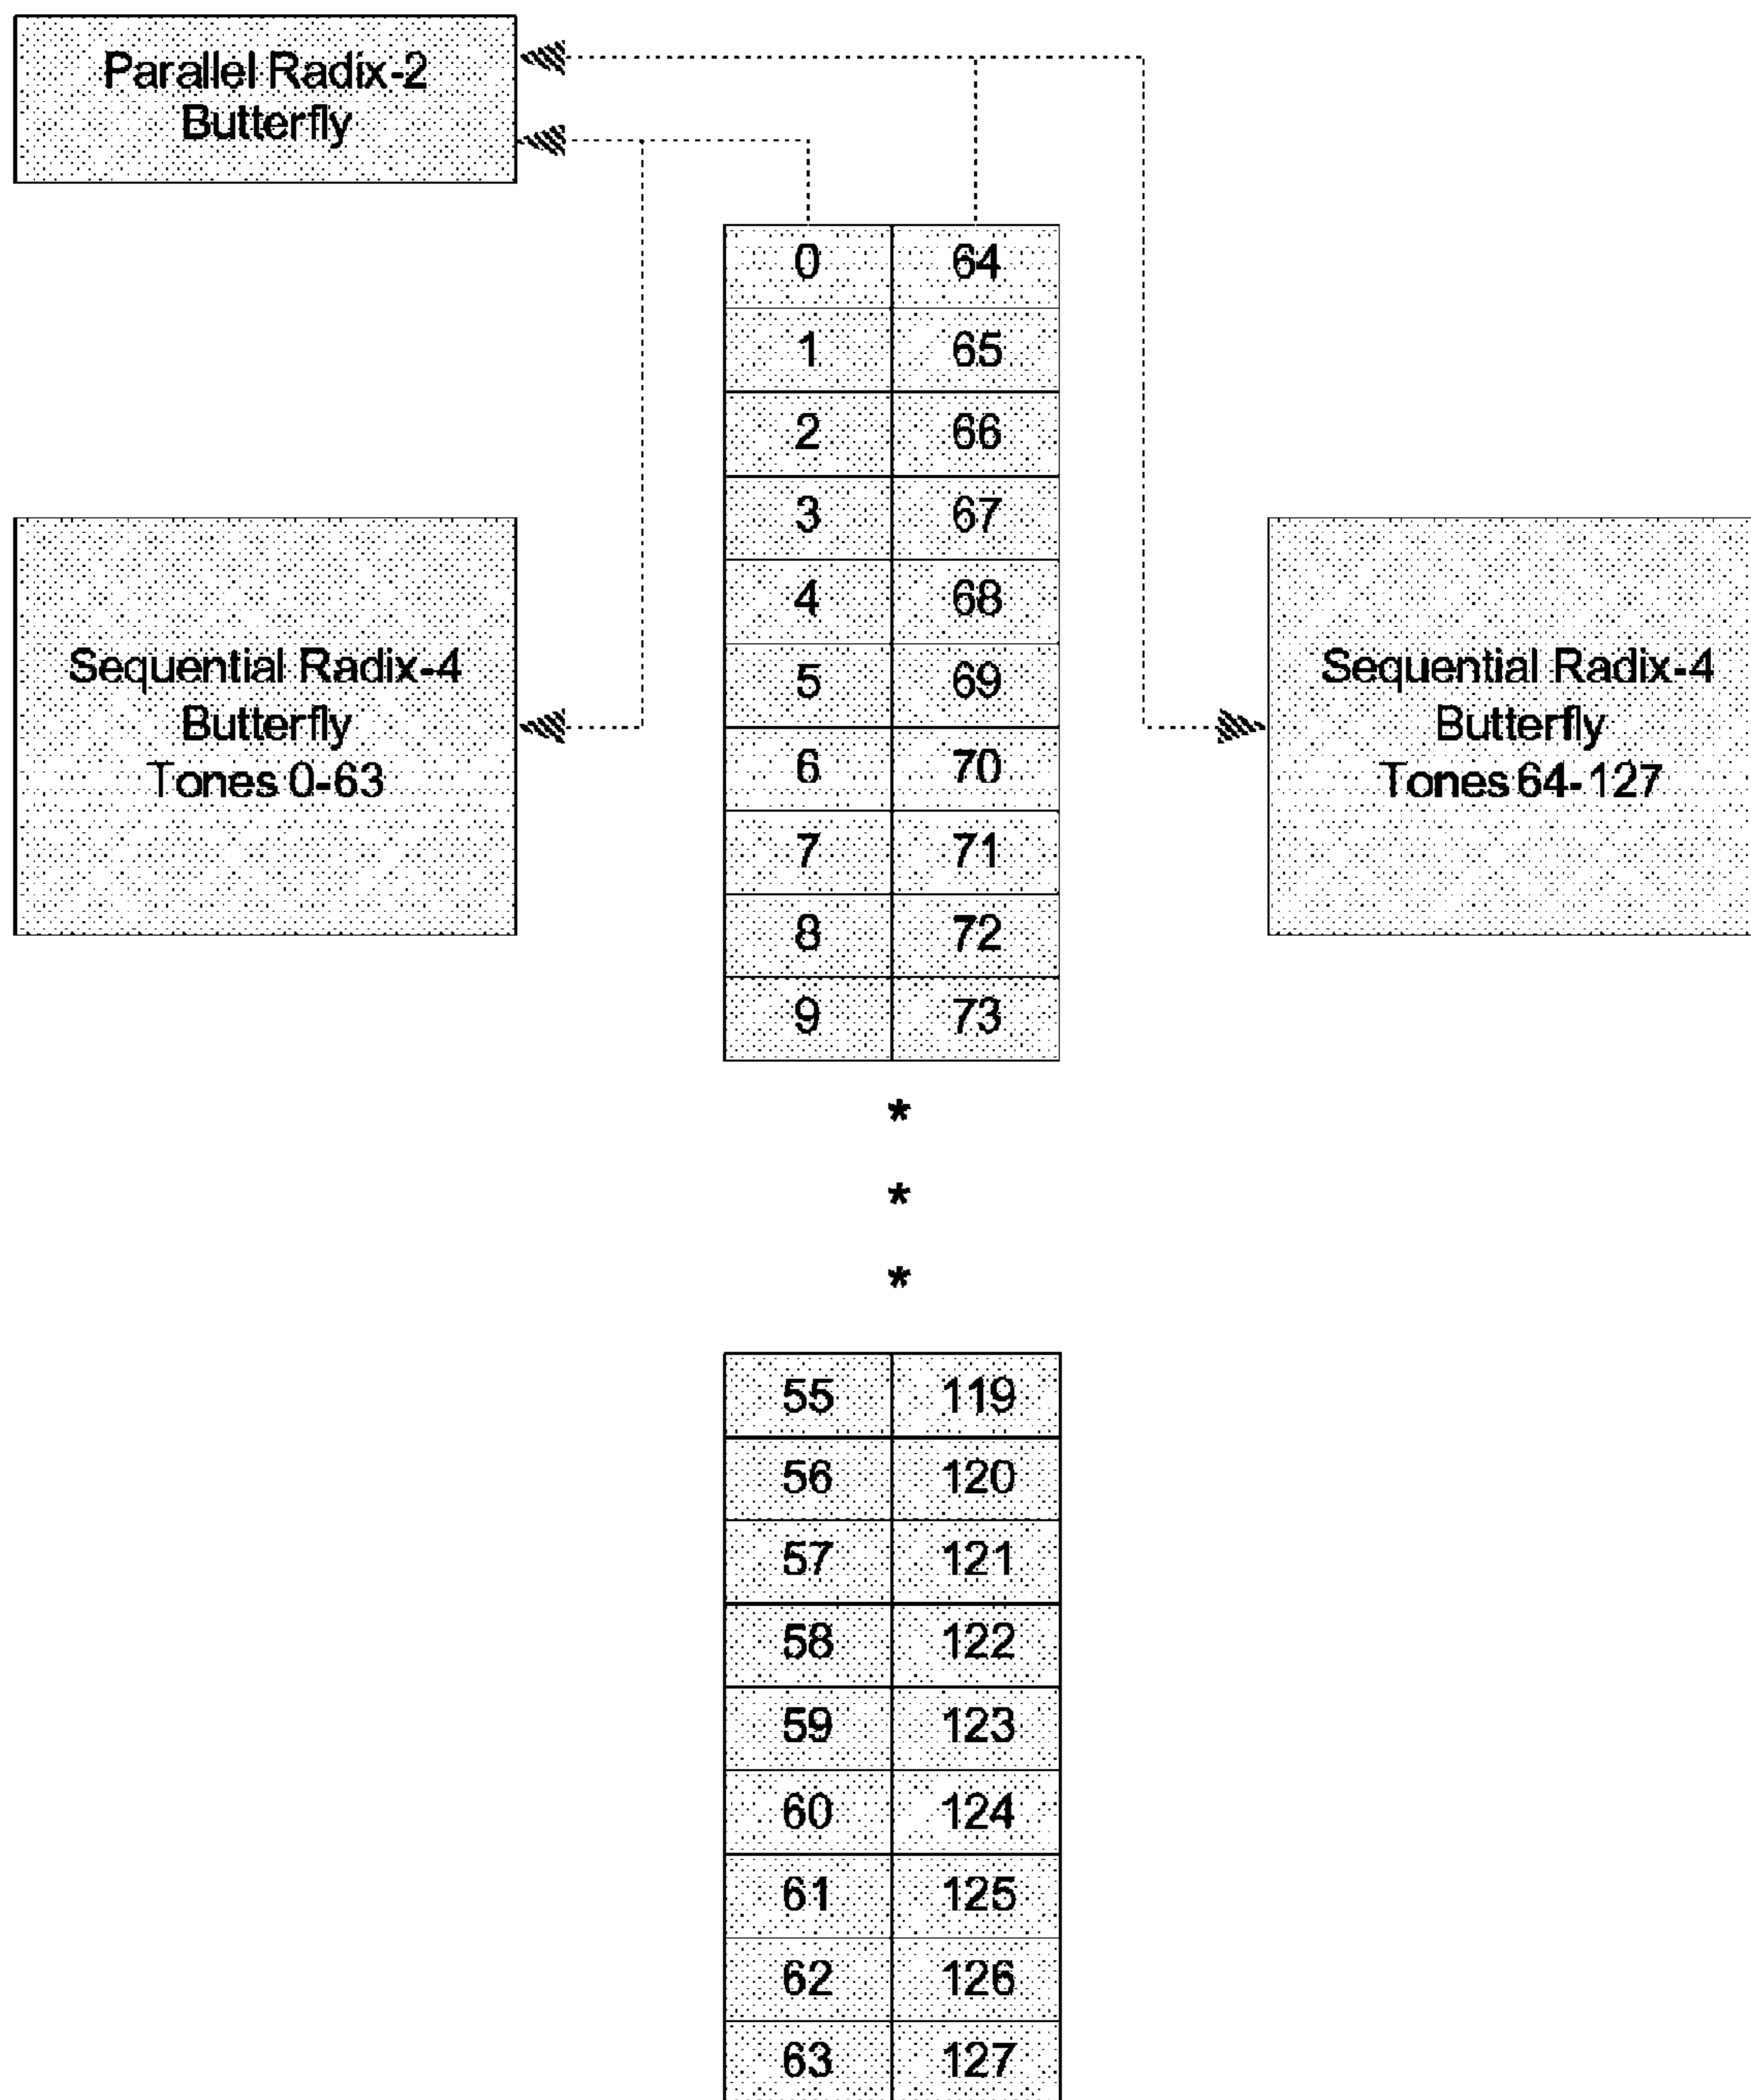 Parallel Radix-2
Butterfly
0 64
1 65
2 66
3 67
4 68
5 69
6 70
7 71
8 72
9 73
Sequential Radix-4
Butterfly
Tones 0-63
Sequential Radix-4
Butterfly
Tones 64-127
*
*
*
55 119
56 120
57 121
58 122
59 123
60 124
61 125
62 126
63 127